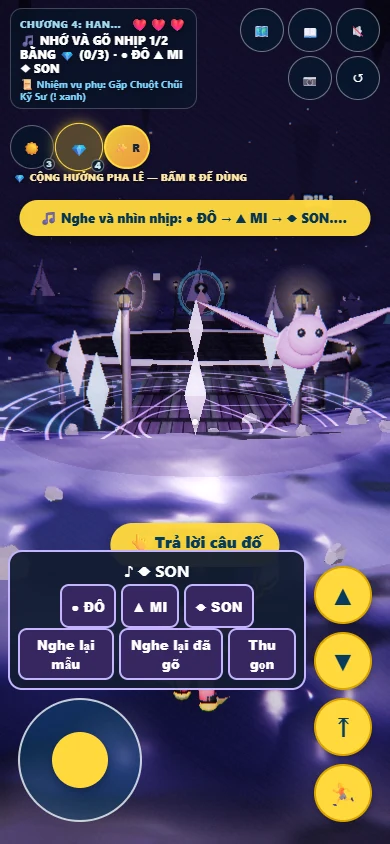 CHƯƠNG 4: HAN...
🎵 NHỚ VÀ GÕ NHỊP 1/2
BẰNG 💎 (0/3) - ● ĐÔ ▲ MI
◆ SON
📜 Nhiệm vụ phụ: Gặp Chuột Chũi
Kỹ Sư (! xanh)
3
4
R
💎 CỘNG HƯỞNG PHA LÊ — BẤM R ĐỂ DÙNG
🎵 Nghe và nhìn nhịp: ● ĐÔ → ▲ MI → ◆ SON....
👆 Trả lời câu đố
♪ ◆ SON
● ĐÔ
▲ MI
◆ SON
Nghe lại
mẫu
Nghe lại đã
gõ
Thu
gọn